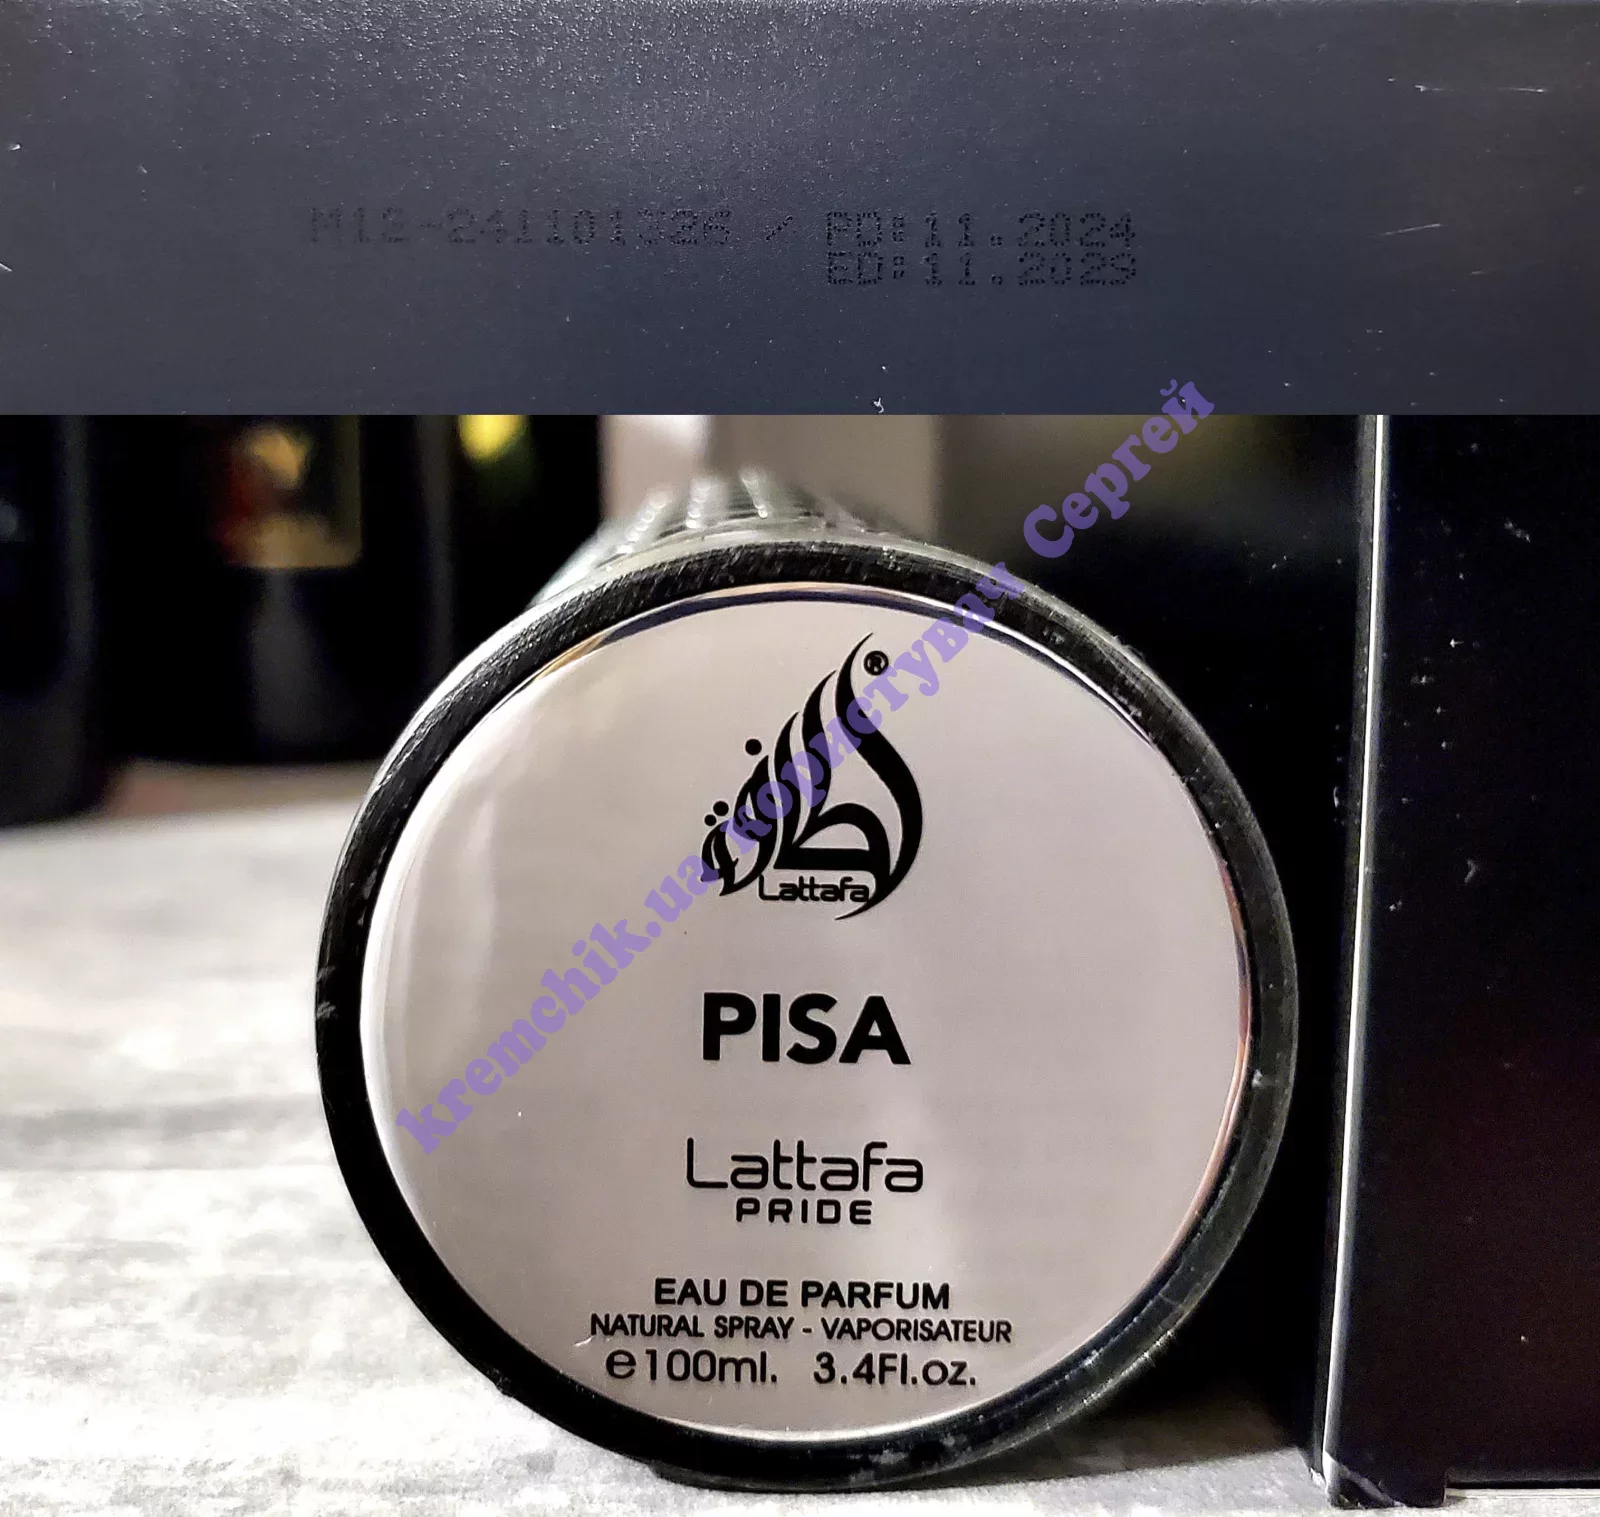 M12-241101326 / PD:11.2024
ED:11.2029
®
لطافة
Lattafa
PISA
Lattafa
PRIDE
EAU DE PARFUM
NATURAL SPRAY - VAPORISATEUR
e100ml. 3.4Fl.oz.
kremchik.ua користувач Сергей